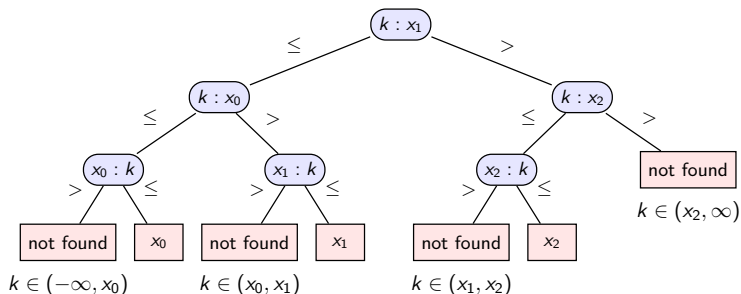 k : x₁
≤ >
k : x₀ k : x₂
≤ > ≤ >
x₀ : k x₁ : k x₂ : k not found
> ≤ > ≤ > ≤ k ∈ (x₂, ∞)
not found x₀ not found x₁ not found x₂
k ∈ (−∞, x₀) k ∈ (x₀, x₁) k ∈ (x₁, x₂)